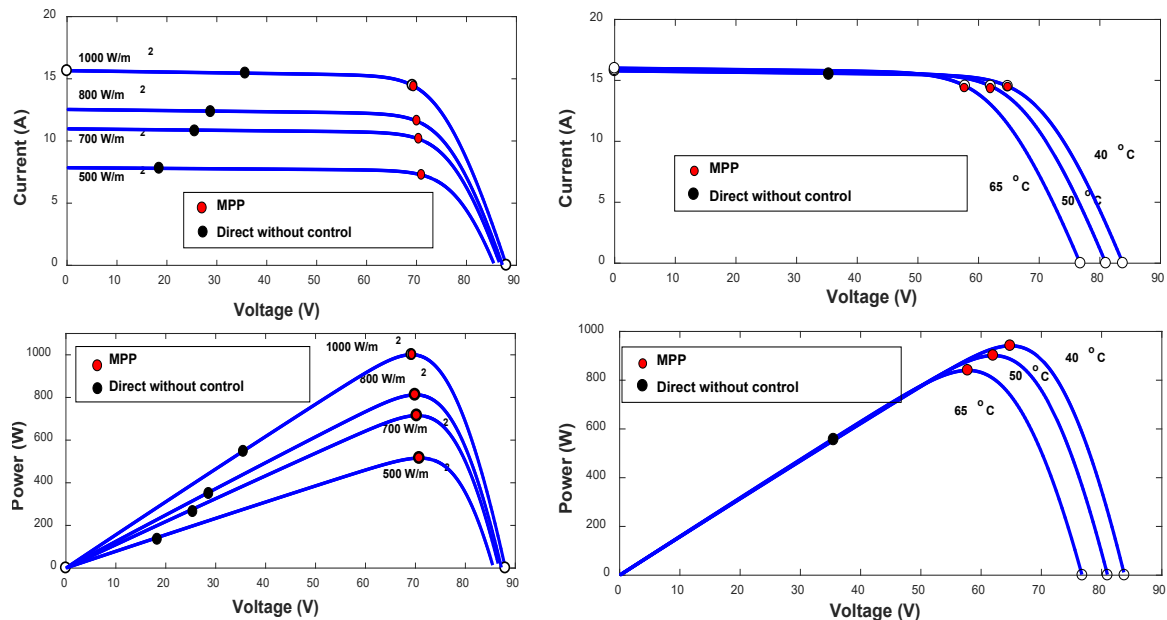 20
15
10
5
0
Current (A)
1000 W/m 2
800 W/m 2
700 W/m 2
500 W/m 2
MPP
Direct without control
0 10 20 30 40 50 60 70 80 90
Voltage (V)
20
15
10
5
0
Current (A)
MPP
Direct without control
40 °C
65 °C
50 °C
0 10 20 30 40 50 60 70 80 90
Voltage (V)
1000
800
600
400
200
0
Power (W)
MPP
Direct without control
1000 W/m 2
800 W/m 2
700 W/m 2
500 W/m 2
0 10 20 30 40 50 60 70 80 90
Voltage (V)
1000
800
600
400
200
0
Power (W)
MPP
Direct without control
40 °C
50 °C
65 °C
0 10 20 30 40 50 60 70 80 90
Voltage (V)